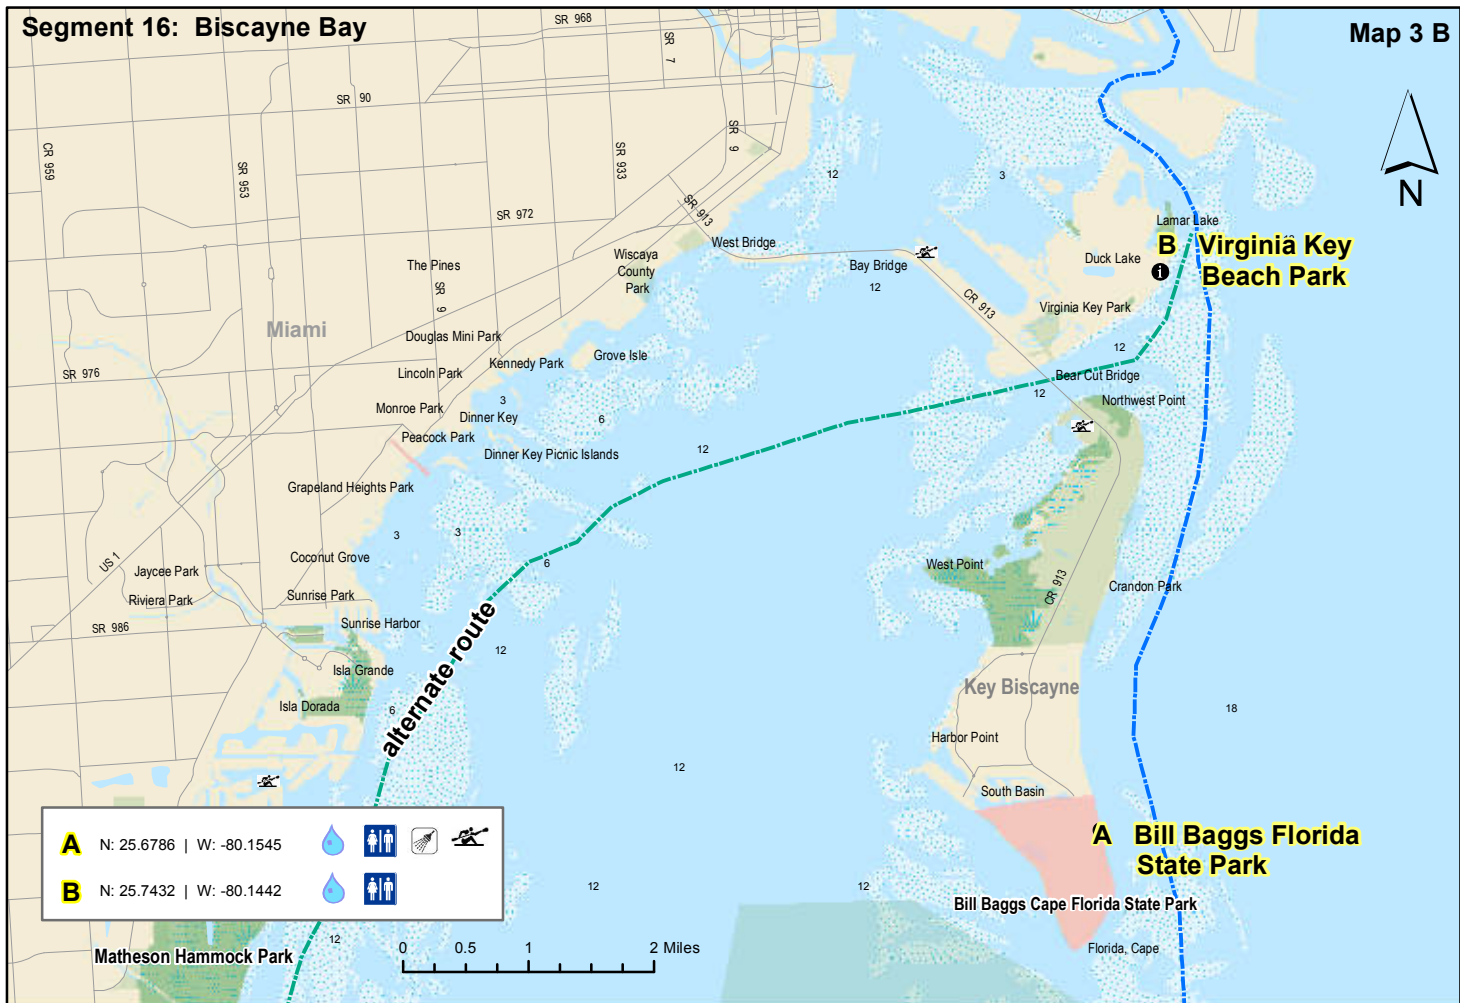 Segment 16: Biscayne Bay
Map 3 B
SR 968
SR 7
SR 90
SR 9
CR 959
SR 953
SR 933
12
3
N
SR 972
SR 913
Lamar Lake
West Bridge
B Virginia Key
Beach Park
Wiscaya
County
Park
The Pines
Bay Bridge
Duck Lake
12
SR 9
CR 913
Virginia Key Park
Miami
Douglas Mini Park
12
Kennedy Park
Grove Isle
SR 976
Lincoln Park
Bear Cut Bridge
3
12
Northwest Point
Monroe Park
Dinner Key
6
Peacock Park
12
Dinner Key Picnic Islands
Grapeland Heights Park
3
3
US 1
Coconut Grove
6
West Point
Jaycee Park
Crandon Park
CR 913
Riviera Park
Sunrise Park
SR 986
Sunrise Harbor
alternate route
12
Isla Grande
Key Biscayne
Isla Dorada
6
18
Harbor Point
12
South Basin
A N: 25.6786 | W: -80.1545
A Bill Baggs Florida
State Park
B N: 25.7432 | W: -80.1442
12
12
Bill Baggs Cape Florida State Park
12
Matheson Hammock Park
0 0.5 1 2 Miles
Florida, Cape